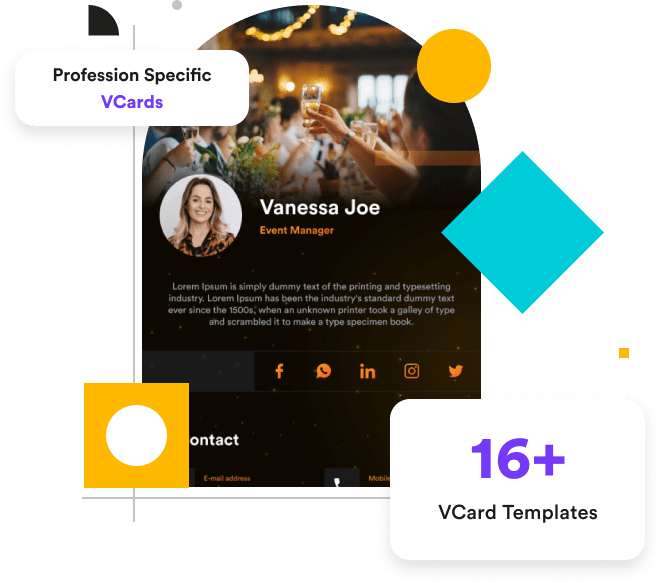 Profession Specific
VCards
Vanessa Joe
Event Manager
Lorem Ipsum is simply dummy text of the printing and typesetting
industry. Lorem Ipsum has been the industry's standard dummy text
ever since the 1500s, when an unknown printer took a galley of type
and scrambled it to make a type specimen book.
ontact
E-mail address
Mobile
16+
VCard Templates